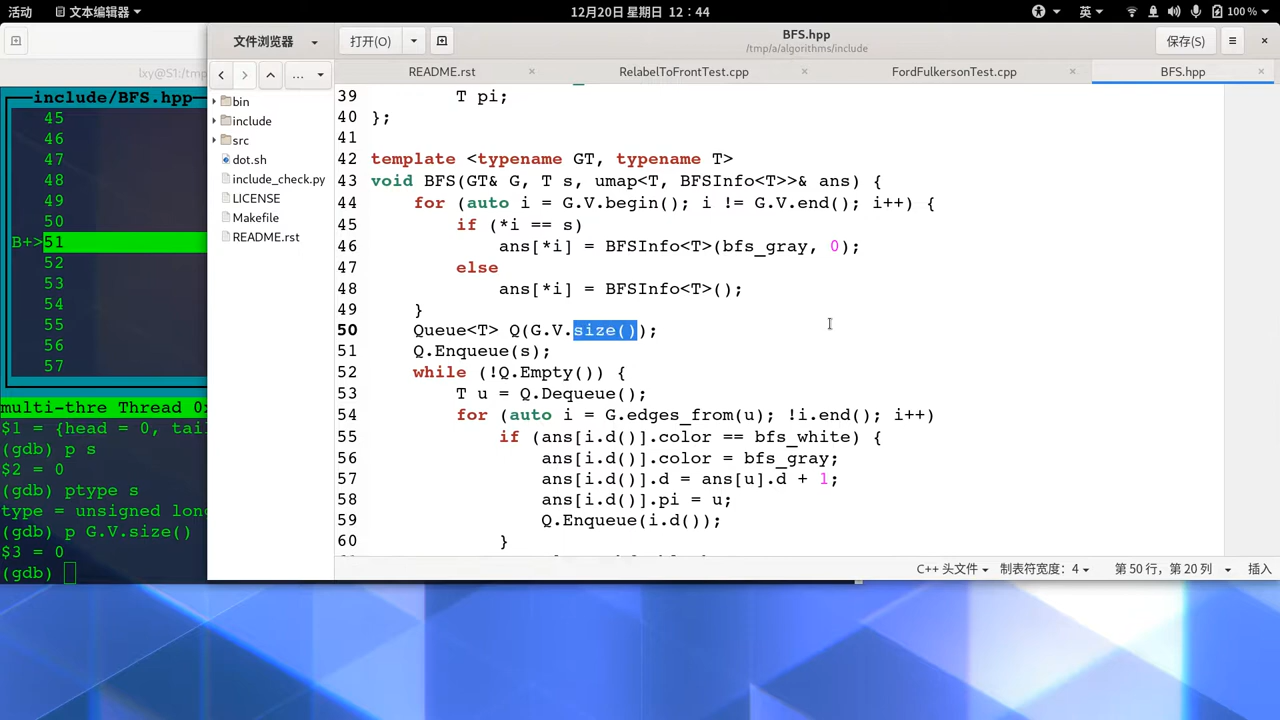 活动 文本编辑器 12月20日 星期日 12：44 英 100 %
文件浏览器 打开(O) BFS.hpp 保存(S)
/tmp/a/algorithms/include
lxy@S1:/tmp
... README.rst × RelabelToFrontTest.cpp × FordFulkersonTest.cpp × BFS.hpp ×
include/BFS.hpp
45
46
47
48
49
50
B+>51
52
53
54
55
56
57
multi-thre Thread 0
$1 = {head = 0, tai
(gdb) p s
$2 = 0
(gdb) ptype s
type = unsigned lon
(gdb) p G.V.size()
$3 = 0
(gdb)
bin
include
src
dot.sh
include_check.py
LICENSE
Makefile
README.rst
39 T pi;
40 };
41
42 template <typename GT, typename T>
43 void BFS(GT& G, T s, umap<T, BFSInfo<T>>& ans) {
44 for (auto i = G.V.begin(); i != G.V.end(); i++) {
45 if (*i == s)
46 ans[*i] = BFSInfo<T>(bfs_gray, 0);
47 else
48 ans[*i] = BFSInfo<T>();
49 }
50 Queue<T> Q(G.V.size());
51 Q.Enqueue(s);
52 while (!Q.Empty()) {
53 T u = Q.Dequeue();
54 for (auto i = G.edges_from(u); !i.end(); i++)
55 if (ans[i.d()].color == bfs_white) {
56 ans[i.d()].color = bfs_gray;
57 ans[i.d()].d = ans[u].d + 1;
58 ans[i.d()].pi = u;
59 Q.Enqueue(i.d());
60 }
C++ 头文件 制表符宽度：4 第 50 行，第 20 列 插入